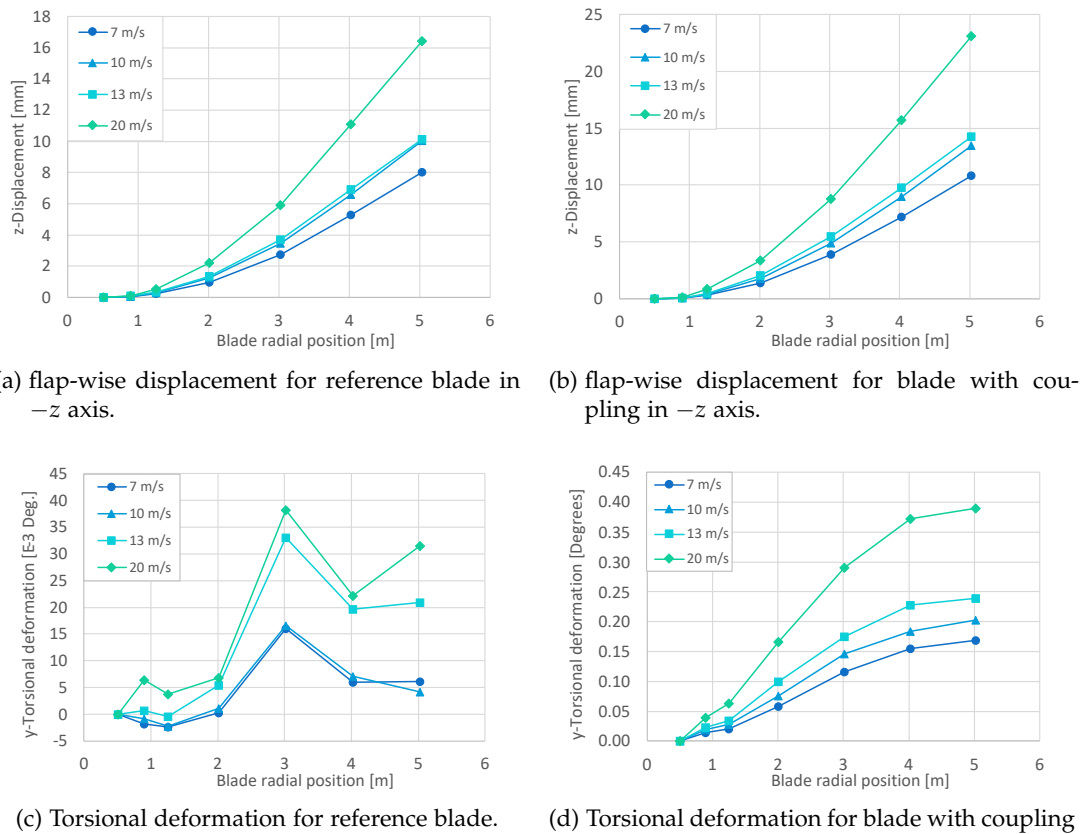 18
16
14
12
10
8
6
4
2
0
z-Displacement [mm]
7 m/s
10 m/s
13 m/s
20 m/s
0 1 2 3 4 5 6
Blade radial position [m]
25
20
15
10
5
0
z-Displacement [mm]
7 m/s
10 m/s
13 m/s
20 m/s
0 1 2 3 4 5 6
Blade radial position [m]
a) flap-wise displacement for reference blade in
−z axis.
(b) flap-wise displacement for blade with cou-
pling in −z axis.
45
40
35
30
25
20
15
10
5
0
-5
y-Torsional deformation [E-3 Deg.]
7 m/s
10 m/s
13 m/s
20 m/s
0 1 2 3 4 5 6
Blade radial position [m]
0.45
0.40
0.35
0.30
0.25
0.20
0.15
0.10
0.05
0.00
y-Torsional deformation [Degrees]
7 m/s
10 m/s
13 m/s
20 m/s
0 1 2 3 4 5 6
Blade radial position [m]
(c) Torsional deformation for reference blade.
(d) Torsional deformation for blade with coupling